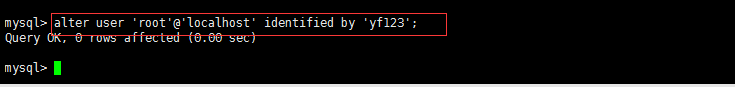 mysql> alter user 'root'@'localhost' identified by 'yf123';
Query OK, 0 rows affected (0.00 sec)
mysql>